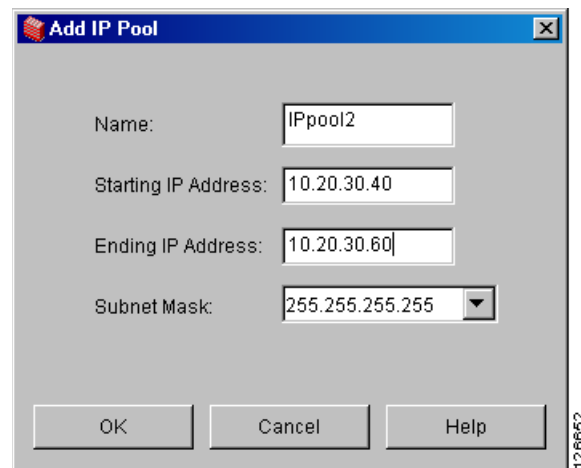 Add IP Pool
Name: IPpool2
Starting IP Address: 10.20.30.40
Ending IP Address: 10.20.30.60
Subnet Mask: 255.255.255.255
OK Cancel Help
126652